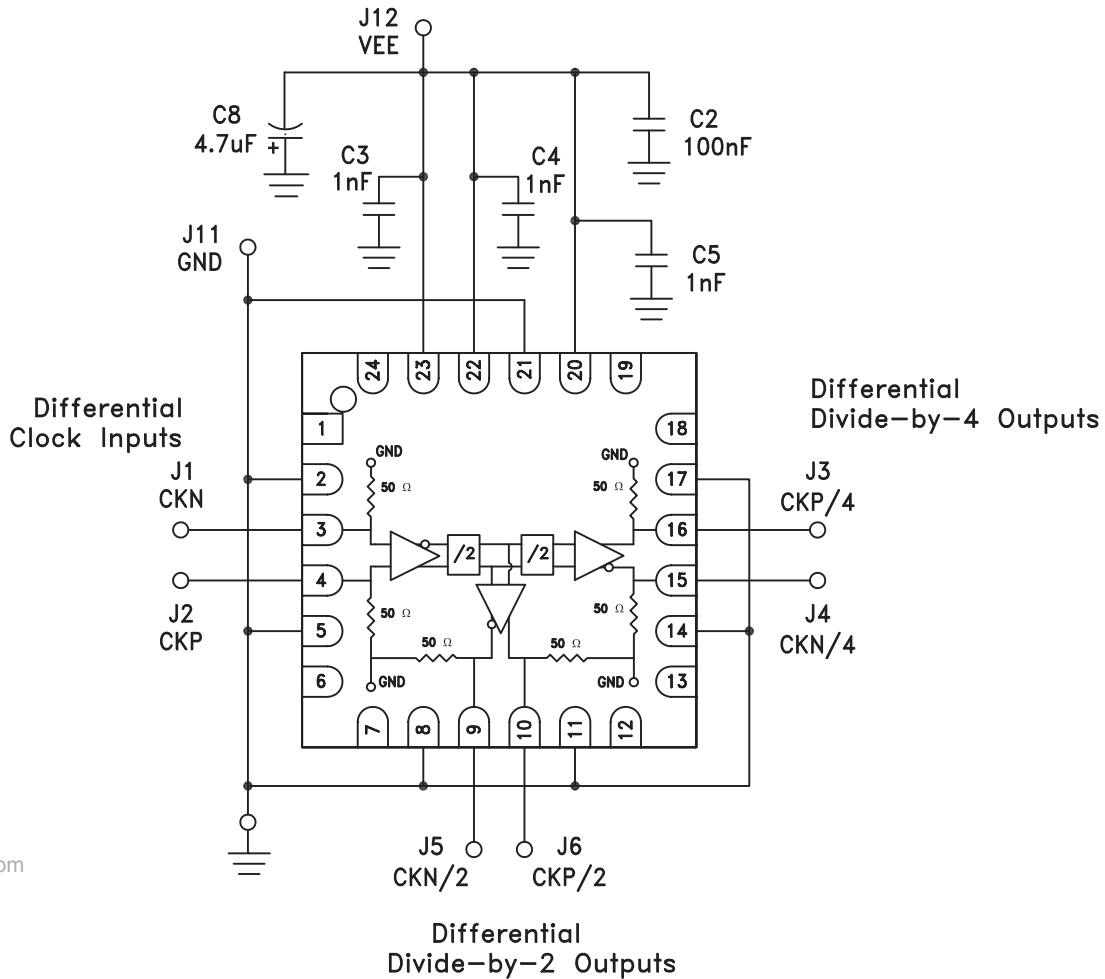 J12
VEE
C8
4.7uF
+
C3
1nF
C4
1nF
C2
100nF
J11
GND
C5
1nF
24
23
22
21
20
19
Differential
Clock Inputs
Differential
Divide-by-4 Outputs
1
18
GND
GND
J1
CKN
2
50 Ω
50 Ω
17
J3
CKP/4
3
16
/2
/2
4
15
J2
CKP
50 Ω
50 Ω
J4
CKN/4
5
50 Ω
50 Ω
14
6
GND
GND
13
7
8
9
10
11
12
J5
CKN/2
J6
CKP/2
om
Differential
Divide-by-2 Outputs